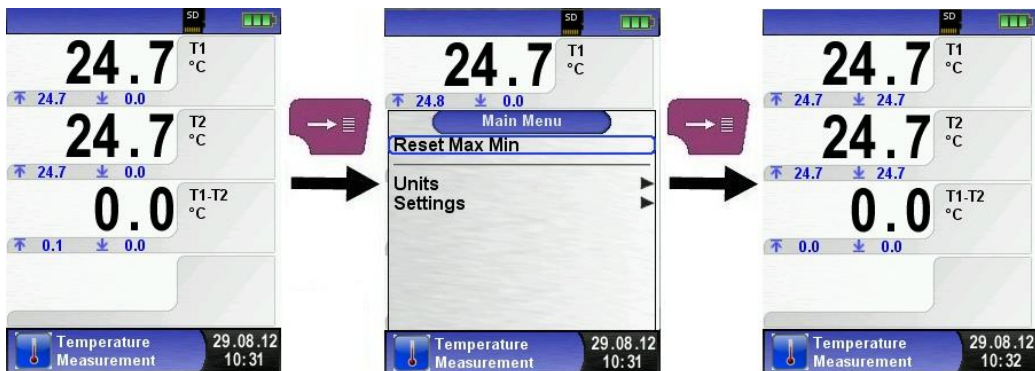 SD
24.7 T1
°C
24.7 0.0
24.7 T2
°C
24.7 0.0
0.0 T1-T2
°C
0.1 0.0
Temperature
Measurement
29.08.12
10:31
SD
24.7 T1
°C
24.8 0.0
Main Menu
Reset Max Min
Units
Settings
Temperature
Measurement
29.08.12
10:31
SD
24.7 T1
°C
24.7 24.7
24.7 T2
°C
24.7 24.7
0.0 T1-T2
°C
0.0 0.0
Temperature
Measurement
29.08.12
10:32